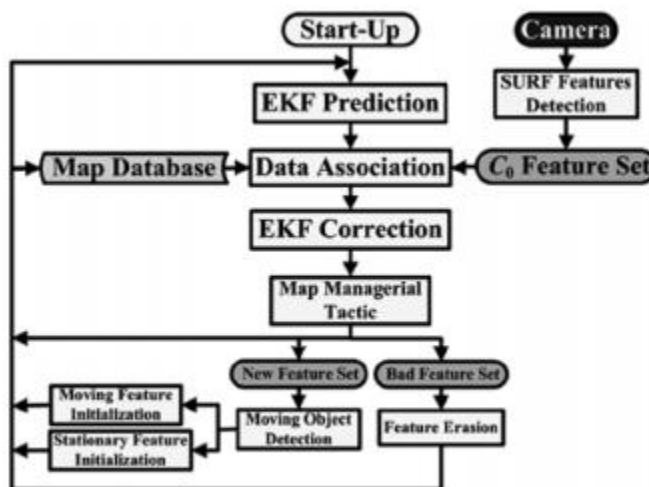 Start-Up
Camera
EKF Prediction
SURF Features
Detection
Map Database
Data Association
C₀ Feature Set
EKF Correction
Map Managerial
Tactic
New Feature Set
Bad Feature Set
Moving Feature
Initialization
Moving Object
Detection
Feature Erasion
Stationary Feature
Initialization